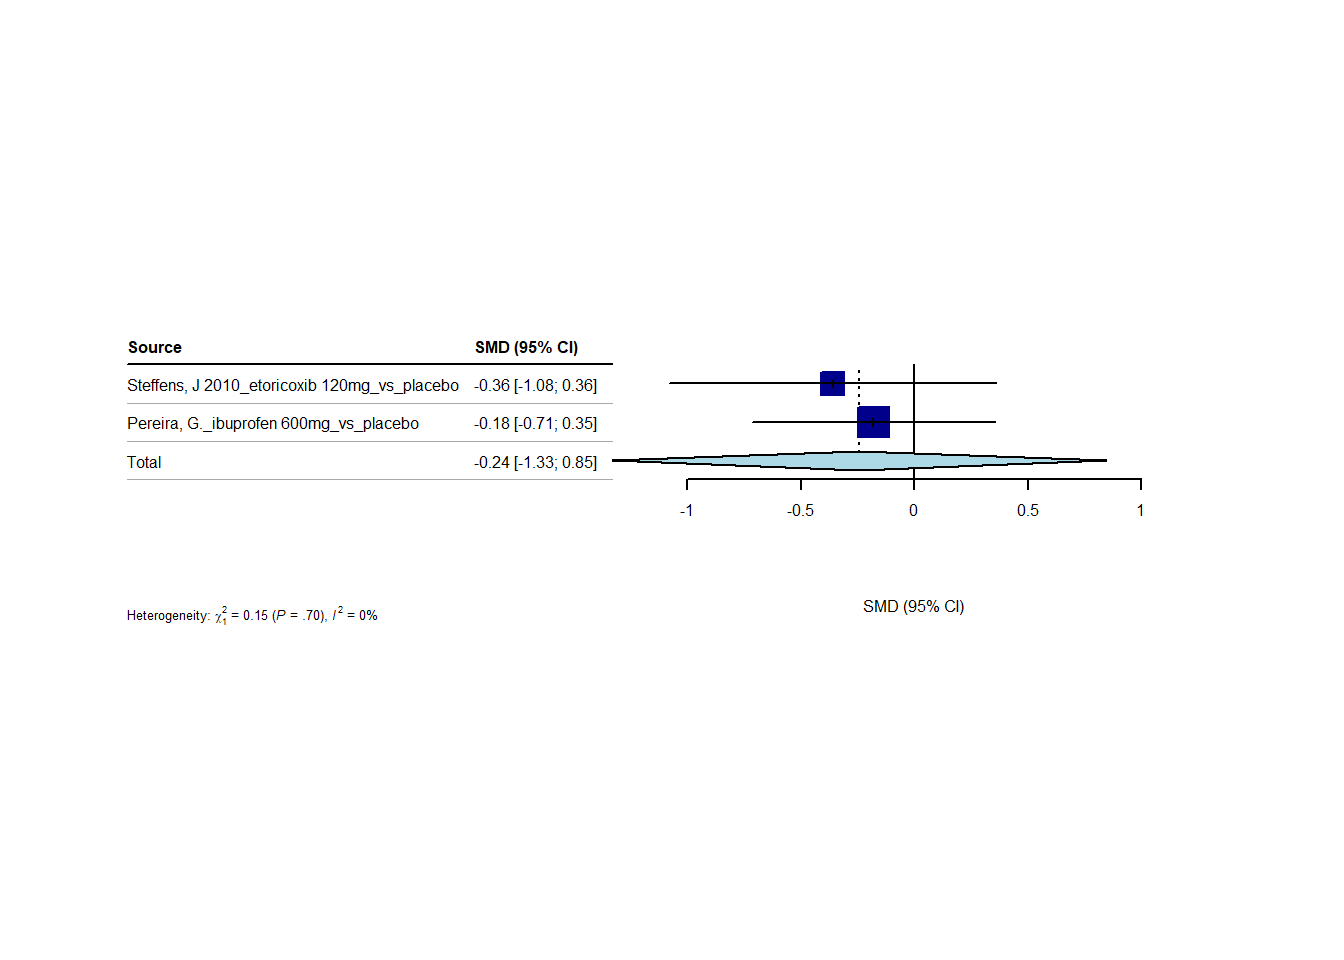 Source SMD (95% CI)
Steffens, J 2010_etoricoxib 120mg_vs_placebo -0.36 [-1.08; 0.36]
Pereira, G._ibuprofen 600mg_vs_placebo -0.18 [-0.71; 0.35]
Total -0.24 [-1.33; 0.85]
-1 -0.5 0 0.5 1
SMD (95% CI)
Heterogeneity: χ²₁ = 0.15 (P = .70), I² = 0%